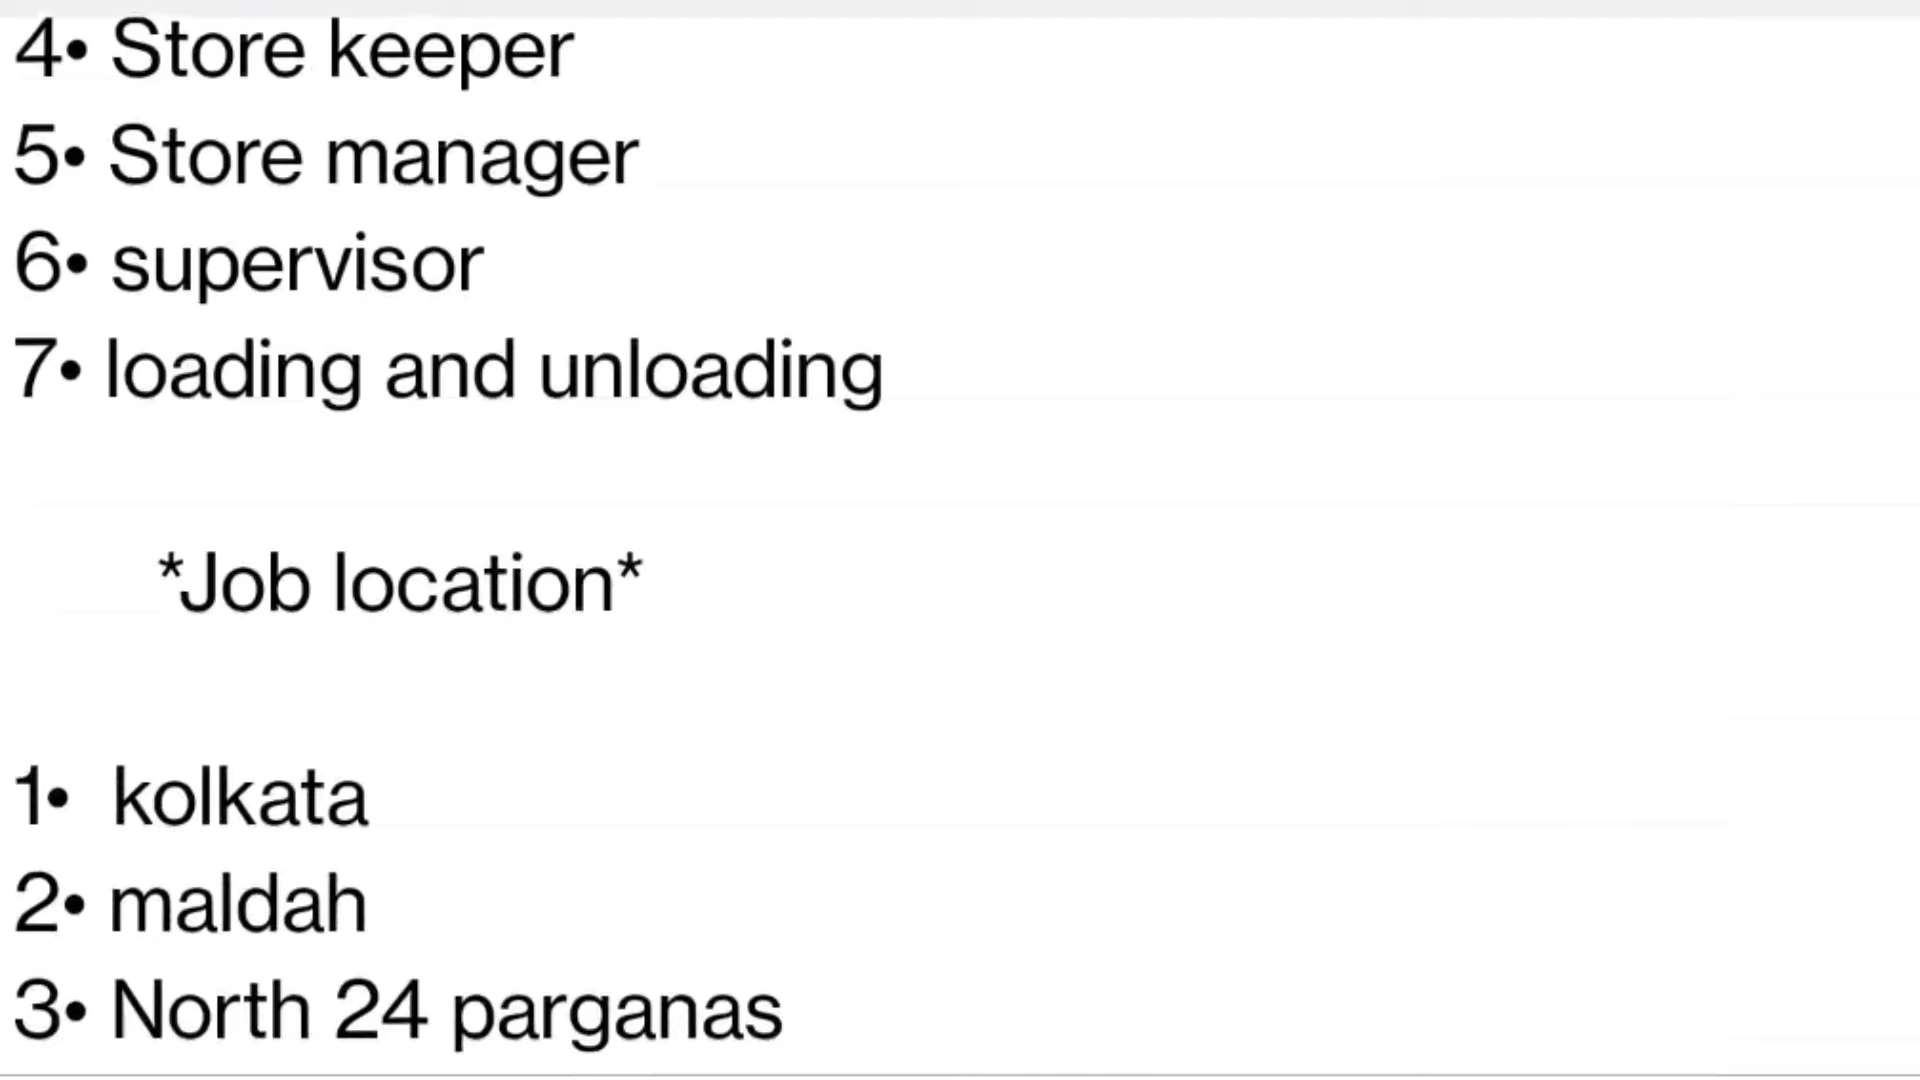 4• Store keeper
5• Store manager
6• supervisor
7• loading and unloading
*Job location*
1• kolkata
2• maldah
3• North 24 parganas